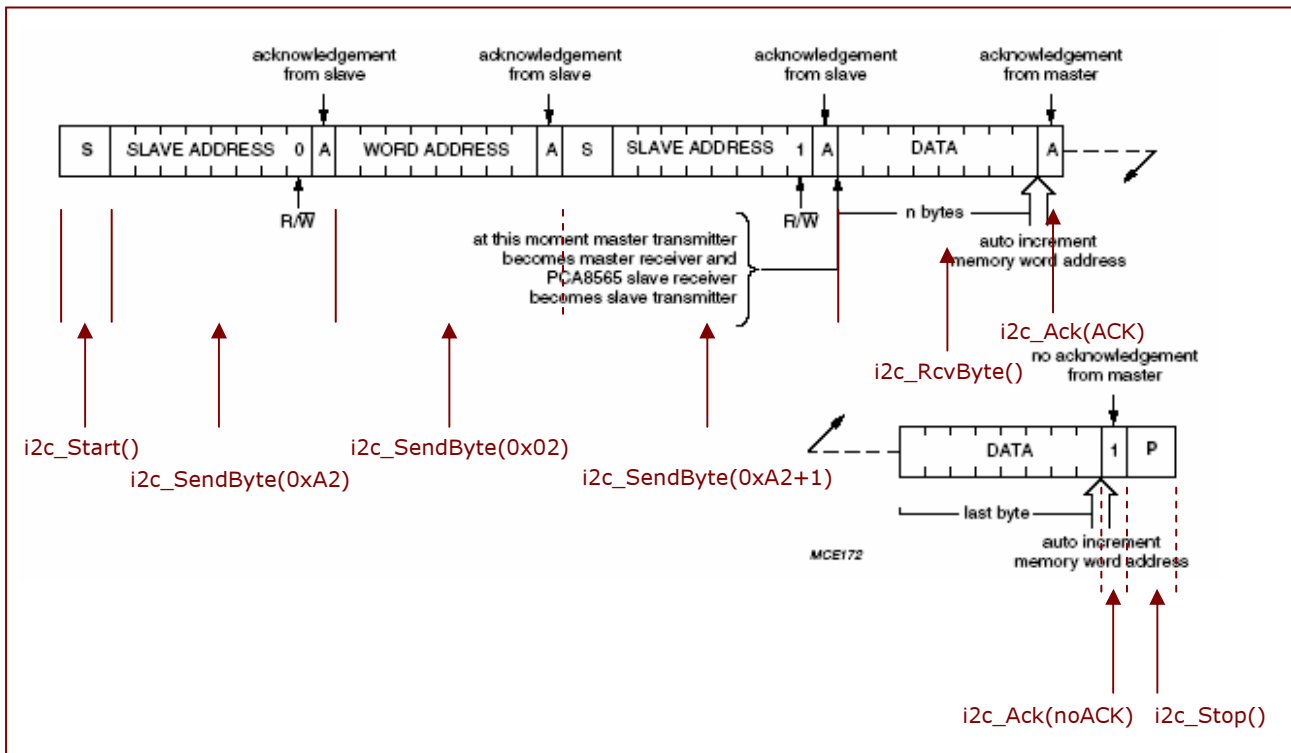 acknowledgement
from slave
acknowledgement
from slave
acknowledgement
from slave
acknowledgement
from master
S
SLAVE ADDRESS
0
A
WORD ADDRESS
A
S
SLAVE ADDRESS
1
A
DATA
A
R/W̅
R/W̅
n bytes
at this moment master transmitter
becomes master receiver and
PCA8565 slave receiver
becomes slave transmitter
auto increment
memory word address
i2c_Ack(ACK)
i2c_RcvByte()
no acknowledgement
from master
i2c_Start()
i2c_SendByte(0xA2)
i2c_SendByte(0x02)
i2c_SendByte(0xA2+1)
DATA
1
P
last byte
auto increment
memory word address
MCE172
i2c_Ack(noACK)
i2c_Stop()